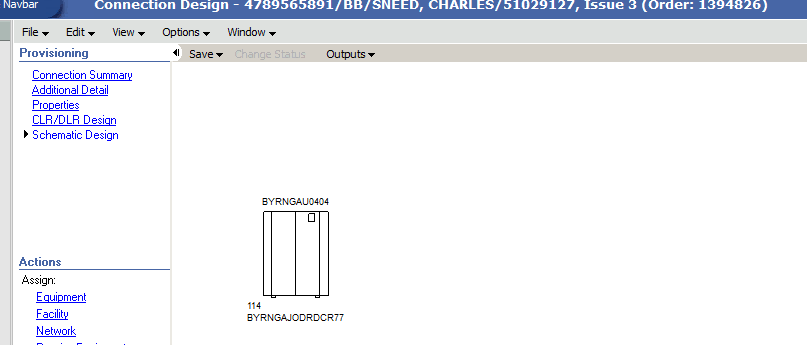 Navbar
Connection Design - 4789565891/BB/SNEED, CHARLES/51029127, Issue 3 (Order: 1394826)
File Edit View Options Window
Provisioning
Save Change Status Outputs
Connection Summary
Additional Detail
Properties
CLR/DLR Design
Schematic Design
BYRNGAU0404
114
BYRNGAJODRDCR77
Actions
Assign:
Equipment
Facility
Network